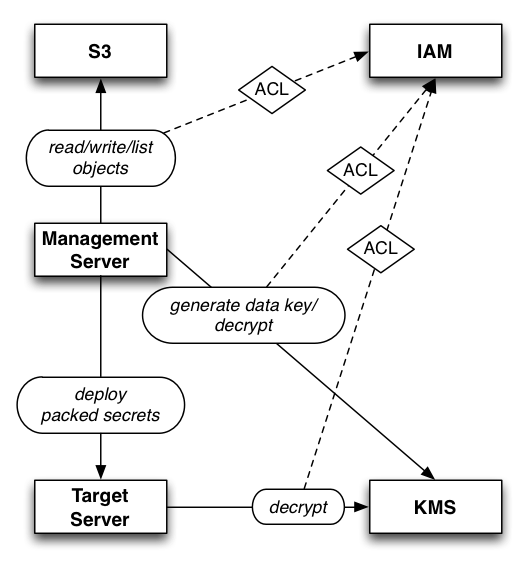 S3
IAM
ACL
read/write/list
objects
ACL
Management
Server
ACL
generate data key/
decrypt
deploy
packed secrets
Target
Server
decrypt
KMS